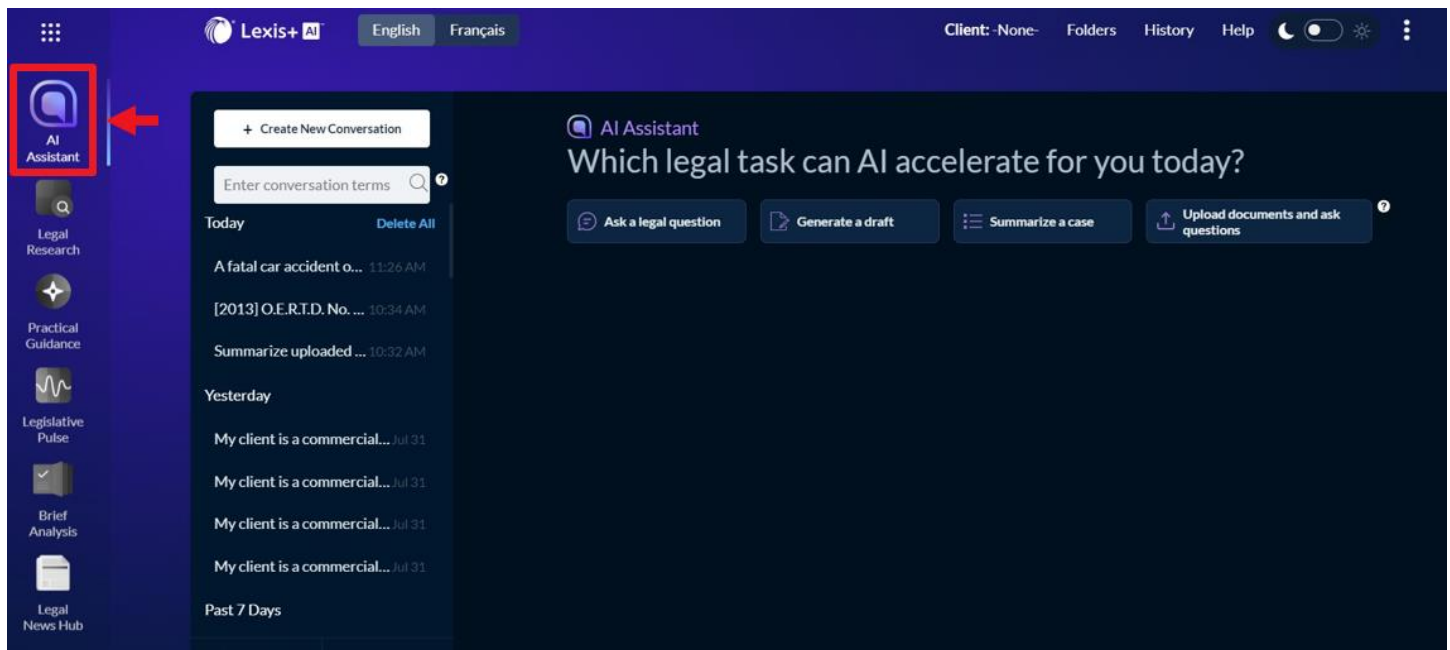 Lexis+ AI
English Français
Client: -None- Folders History Help
AI
Assistant
Legal
Research
Practical
Guidance
Legislative
Pulse
Brief
Analysis
Legal
News Hub
+ Create New Conversation
Enter conversation terms
Today Delete All
A fatal car accident o... 11:26 AM
[2013] O.E.R.T.D. No. ... 10:34 AM
Summarize uploaded ... 10:32 AM
Yesterday
My client is a commercial... Jul 31
My client is a commercial... Jul 31
My client is a commercial... Jul 31
My client is a commercial... Jul 31
Past 7 Days
AI Assistant
Which legal task can AI accelerate for you today?
Ask a legal question
Generate a draft
Summarize a case
Upload documents and ask
questions